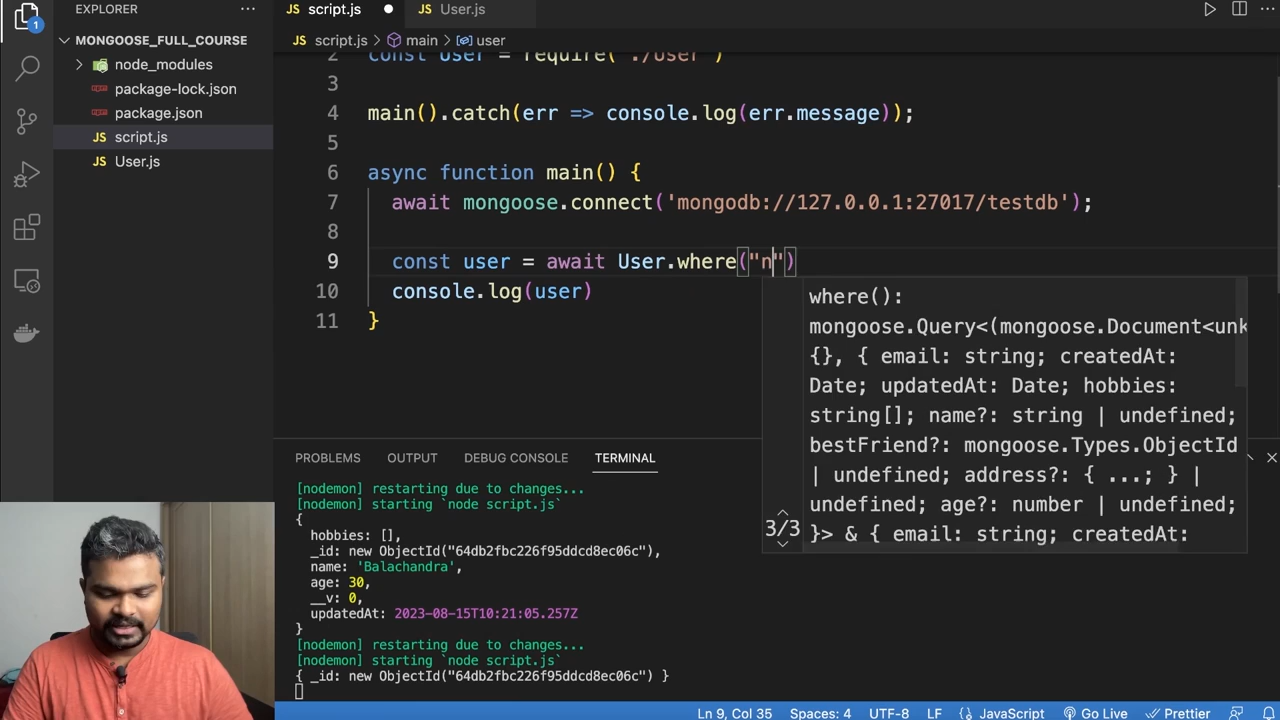 EXPLORER
MONGOOSE_FULL_COURSE
node_modules
package-lock.json
package.json
script.js
User.js
1
script.js
User.js
script.js > main > user
2 const User = require('./User')
3
4 main().catch(err => console.log(err.message));
5
6 async function main() {
7 await mongoose.connect('mongodb://127.0.0.1:27017/testdb');
8
9 const user = await User.where("n")
10 console.log(user)
11 }
where():
mongoose.Query<(mongoose.Document<unk
{}, { email: string; createdAt:
Date; updatedAt: Date; hobbies:
string[]; name?: string | undefined;
bestFriend?: mongoose.Types.ObjectId
| undefined; address?: { ...; } |
undefined; age?: number | undefined;
}> & { email: string; createdAt:
3/3
PROBLEMS OUTPUT DEBUG CONSOLE TERMINAL
[nodemon] restarting due to changes...
[nodemon] starting `node script.js`
{
hobbies: [],
_id: new ObjectId("64db2fbc226f95ddcd8ec06c"),
name: 'Balachandra',
age: 30,
__v: 0,
updatedAt: 2023-08-15T10:21:05.257Z
}
[nodemon] restarting due to changes...
[nodemon] starting `node script.js`
{ _id: new ObjectId("64db2fbc226f95ddcd8ec06c") }
Ln 9, Col 35 Spaces: 4 UTF-8 LF {} JavaScript Go Live Prettier